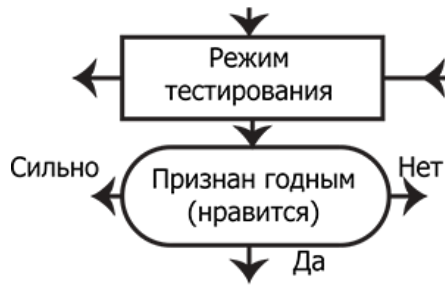 Режим
тестирования
Сильно
Признан годным
(нравится)
Нет
Да